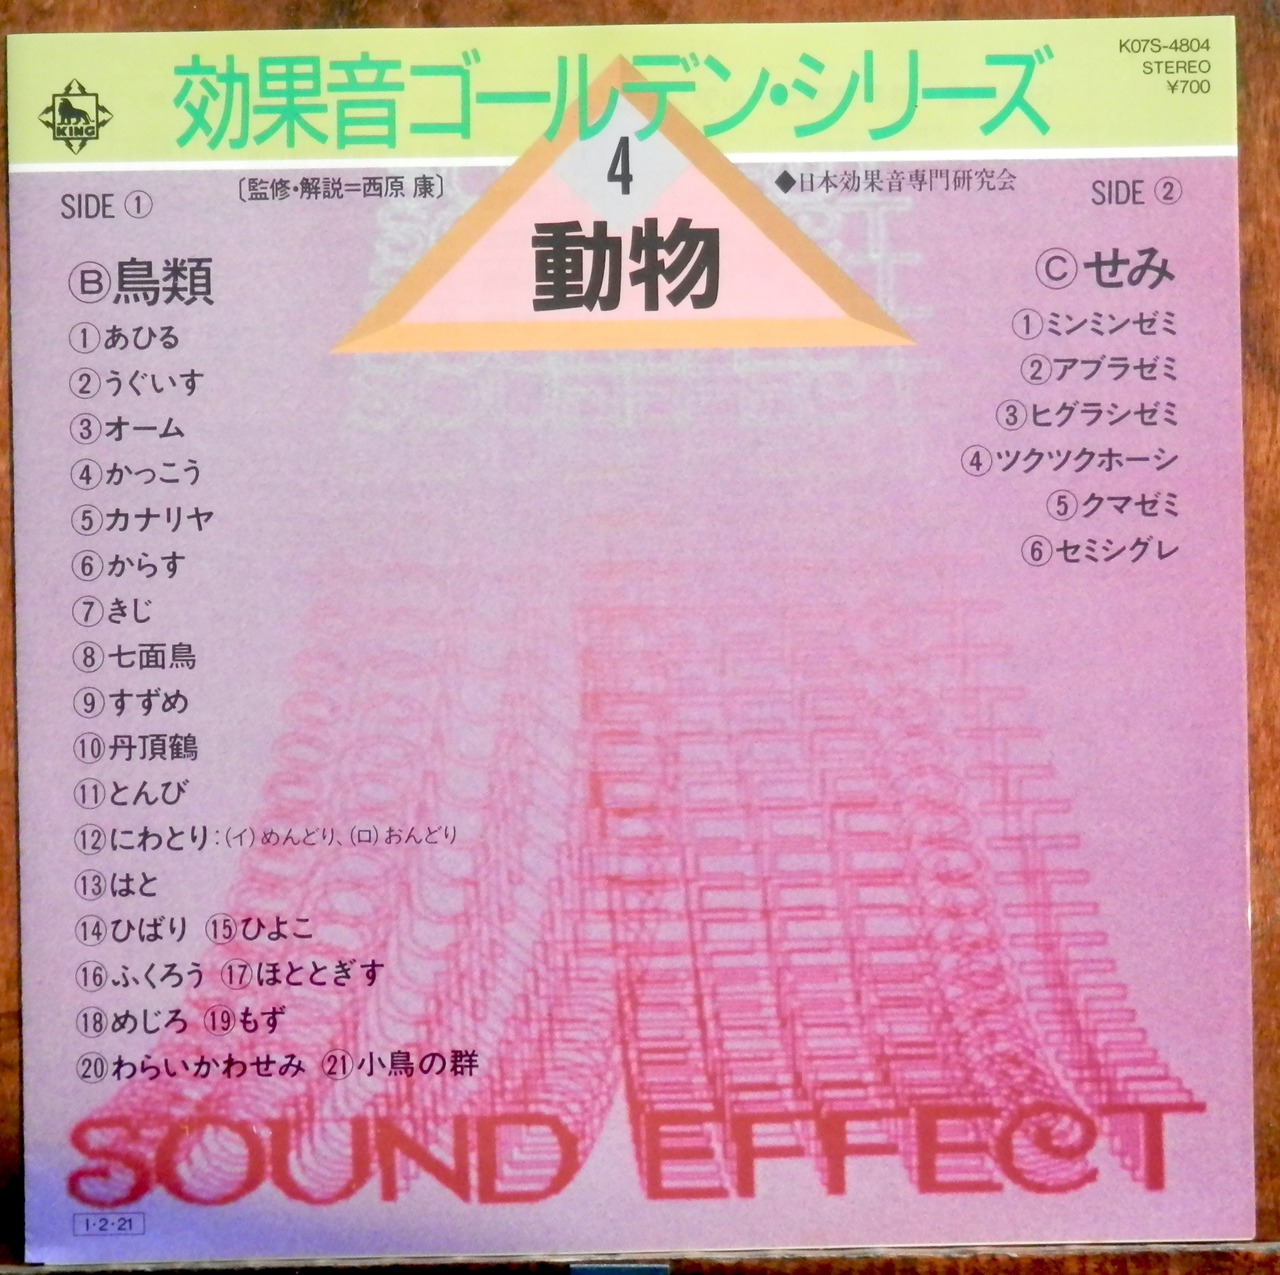 効果音ゴールデン・シリーズ
K07S-4804
STEREO
¥700
KING
4
動物
〔監修・解説=西原 康〕
◆日本効果音専門研究会
SIDE ①
Ⓑ鳥類
①あひる
②うぐいす
③オーム
④かっこう
⑤カナリヤ
⑥からす
⑦きじ
⑧七面鳥
⑨すずめ
⑩丹頂鶴
⑪とんび
⑫にわとり:(イ)めんどり、(ロ)おんどり
⑬はと
⑭ひばり ⑮ひよこ
⑯ふくろう ⑰ほととぎす
⑱めじろ ⑲もず
⑳わらいかわせみ ㉑小鳥の群
SIDE ②
Ⓒせみ
①ミンミンゼミ
②アブラゼミ
③ヒグラシゼミ
④ツクツクホーシ
⑤クマゼミ
⑥セミシグレ
SOUND EFFECT
I・2・21